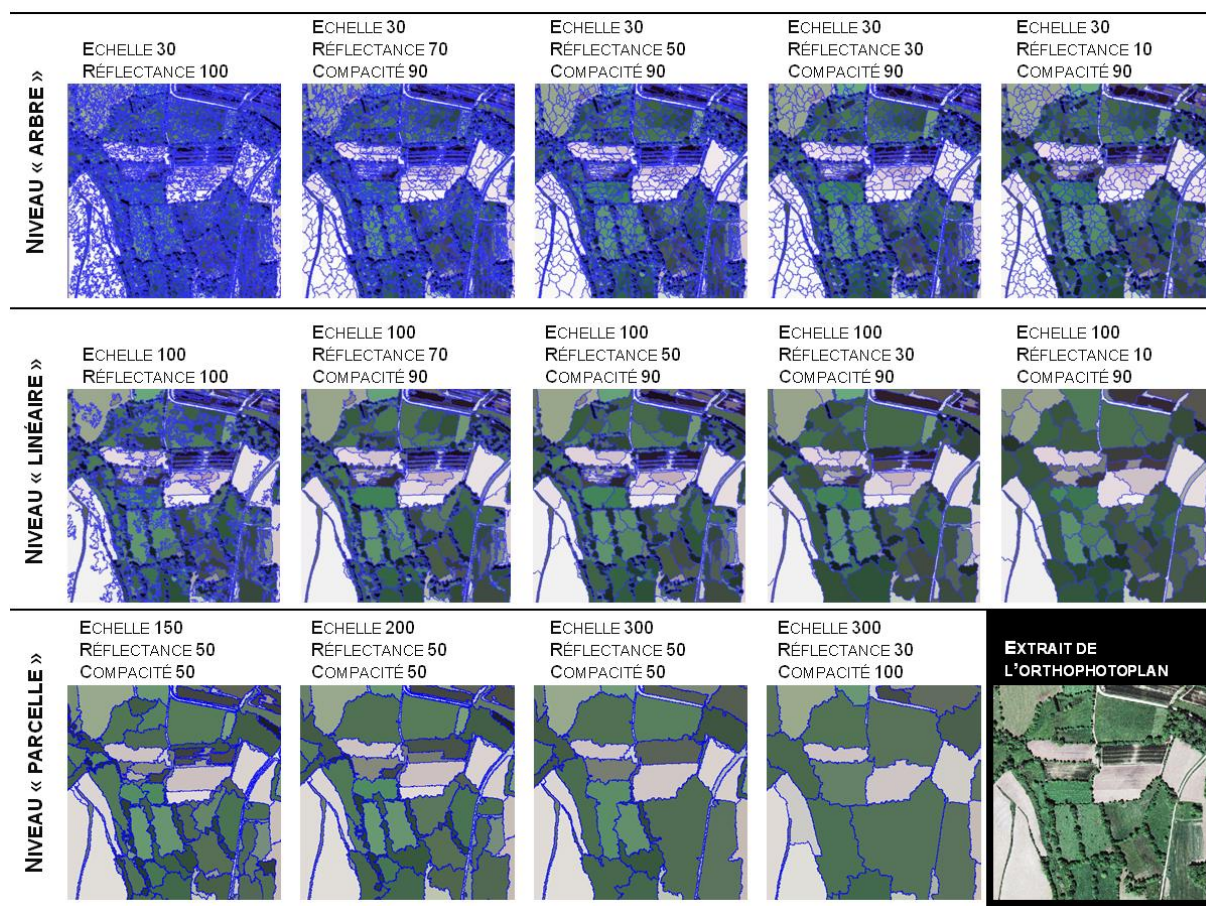 NIVEAU « ARBRE »
ECHELLE 30
RÉFLECTANCE 100
ECHELLE 30
RÉFLECTANCE 70
COMPACITÉ 90
ECHELLE 30
RÉFLECTANCE 50
COMPACITÉ 90
ECHELLE 30
RÉFLECTANCE 30
COMPACITÉ 90
ECHELLE 30
RÉFLECTANCE 10
COMPACITÉ 90
NIVEAU « LINÉAIRE »
ECHELLE 100
RÉFLECTANCE 100
ECHELLE 100
RÉFLECTANCE 70
COMPACITÉ 90
ECHELLE 100
RÉFLECTANCE 50
COMPACITÉ 90
ECHELLE 100
RÉFLECTANCE 30
COMPACITÉ 90
ECHELLE 100
RÉFLECTANCE 10
COMPACITÉ 90
NIVEAU « PARCELLE »
ECHELLE 150
RÉFLECTANCE 50
COMPACITÉ 50
ECHELLE 200
RÉFLECTANCE 50
COMPACITÉ 50
ECHELLE 300
RÉFLECTANCE 50
COMPACITÉ 50
ECHELLE 300
RÉFLECTANCE 30
COMPACITÉ 100
EXTRAIT DE
L'ORTHOPHOTOPLAN